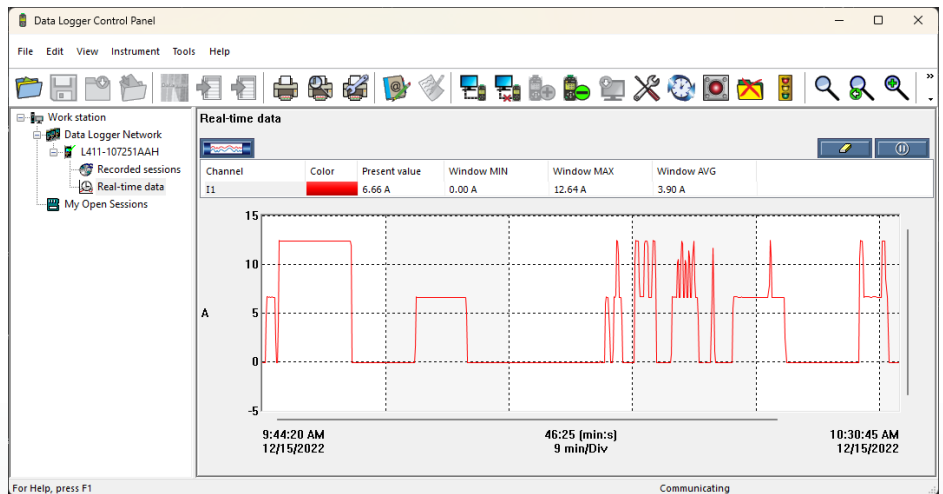 Data Logger Control Panel
File Edit View Instrument Tools Help
Work station
Data Logger Network
L411-107251AAH
Recorded sessions
Real-time data
My Open Sessions
Real-time data
Channel Color Present value Window MIN Window MAX Window AVG
I1 6.66 A 0.00 A 12.64 A 3.90 A
15
10
A
5
0
-5
9:44:20 AM 46:25 (min:s) 10:30:45 AM
12/15/2022 9 min/Div 12/15/2022
For Help, press F1 Communicating